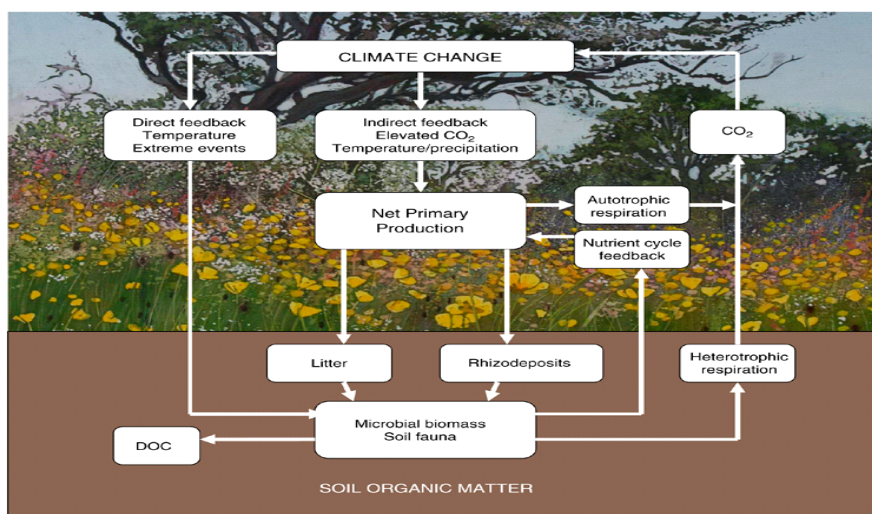 CLIMATE CHANGE
Direct feedback
Temperature
Extreme events
Indirect feedback
Elevated CO₂
Temperature/precipitation
CO₂
Net Primary
Production
Autotrophic
respiration
Nutrient cycle
feedback
Litter
Rhizodeposits
Heterotrophic
respiration
Microbial biomass
Soil fauna
DOC
SOIL ORGANIC MATTER